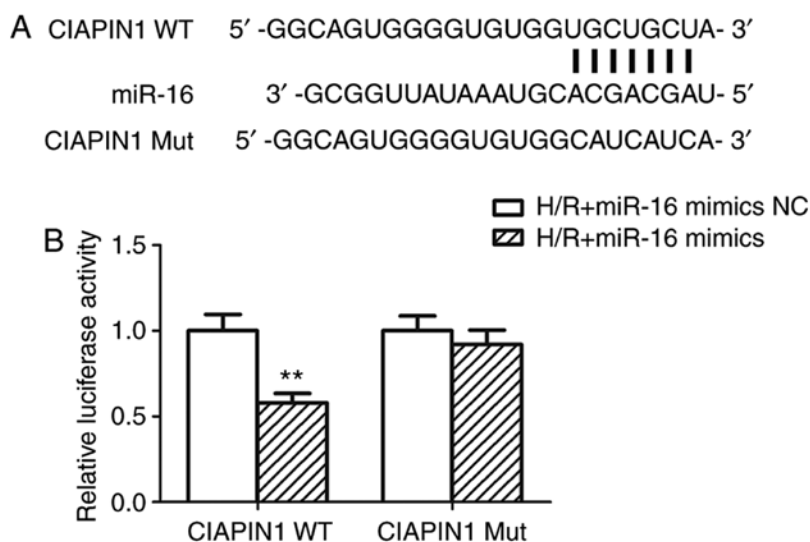 A CIAPIN1 WT 5′ -GGCAGUGGGGUGUGGUGCUGCUA- 3′
miR-16 3′ -GCGGUUAUAAAUGCACGACGAU- 5′
CIAPIN1 Mut 5′ -GGCAGUGGGGUGUGGCAUCAUCA- 3′
H/R+miR-16 mimics NC
H/R+miR-16 mimics
B
Relative luciferase activity
1.5
1.0
0.5
0.0
**
CIAPIN1 WT CIAPIN1 Mut